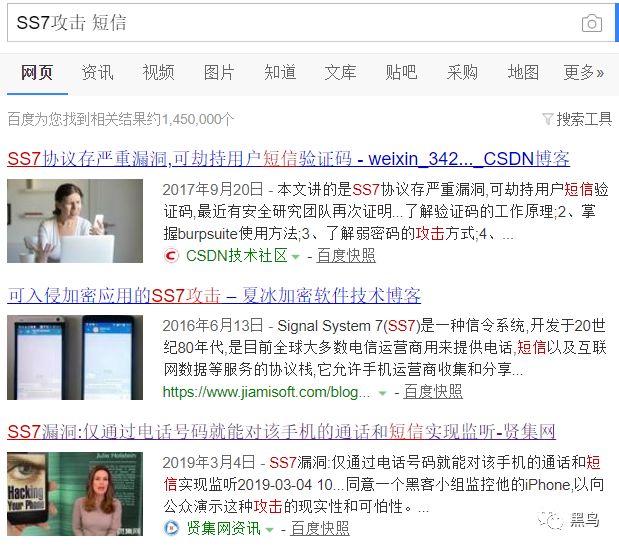 SS7攻击 短信
网页 资讯 视频 图片 知道 文库 贴吧 采购 地图 更多»
百度为您找到相关结果约1,450,000个 搜索工具
SS7协议存严重漏洞,可劫持用户短信验证码 - weixin_342..._CSDN博客
2017年9月20日 - 本文讲的是SS7协议存严重漏洞,可劫持用户短信验
证码,最近有安全研究团队再次证明...了解验证码的工作原理;2、掌
握burpsuite使用方法;3、了解弱密码的攻击方式;4、...
CSDN技术社区 - 百度快照
可入侵加密应用的SS7攻击 – 夏冰加密软件技术博客
2016年6月13日 - Signal System 7(SS7)是一种信令系统,开发于20世
纪80年代,是目前全球大多数电信运营商用来提供电话,短信以及互联
网数据等服务的协议栈,它允许手机运营商收集和分享...
https://www.jiamisoft.com/blog... - 百度快照
SS7漏洞:仅通过电话号码就能对该手机的通话和短信实现监听-贤集网
Julia Holstein
Hacking
Your Phone
贤集网
2019年3月4日 - SS7漏洞:仅通过电话号码就能对该手机的通话和短
信实现监听2019-03-04 10...同意一个黑客小组监控他的iPhone,以向
公众演示这种攻击的现实性和可怕性。...
贤集网资讯 - 百度快照
黑鸟